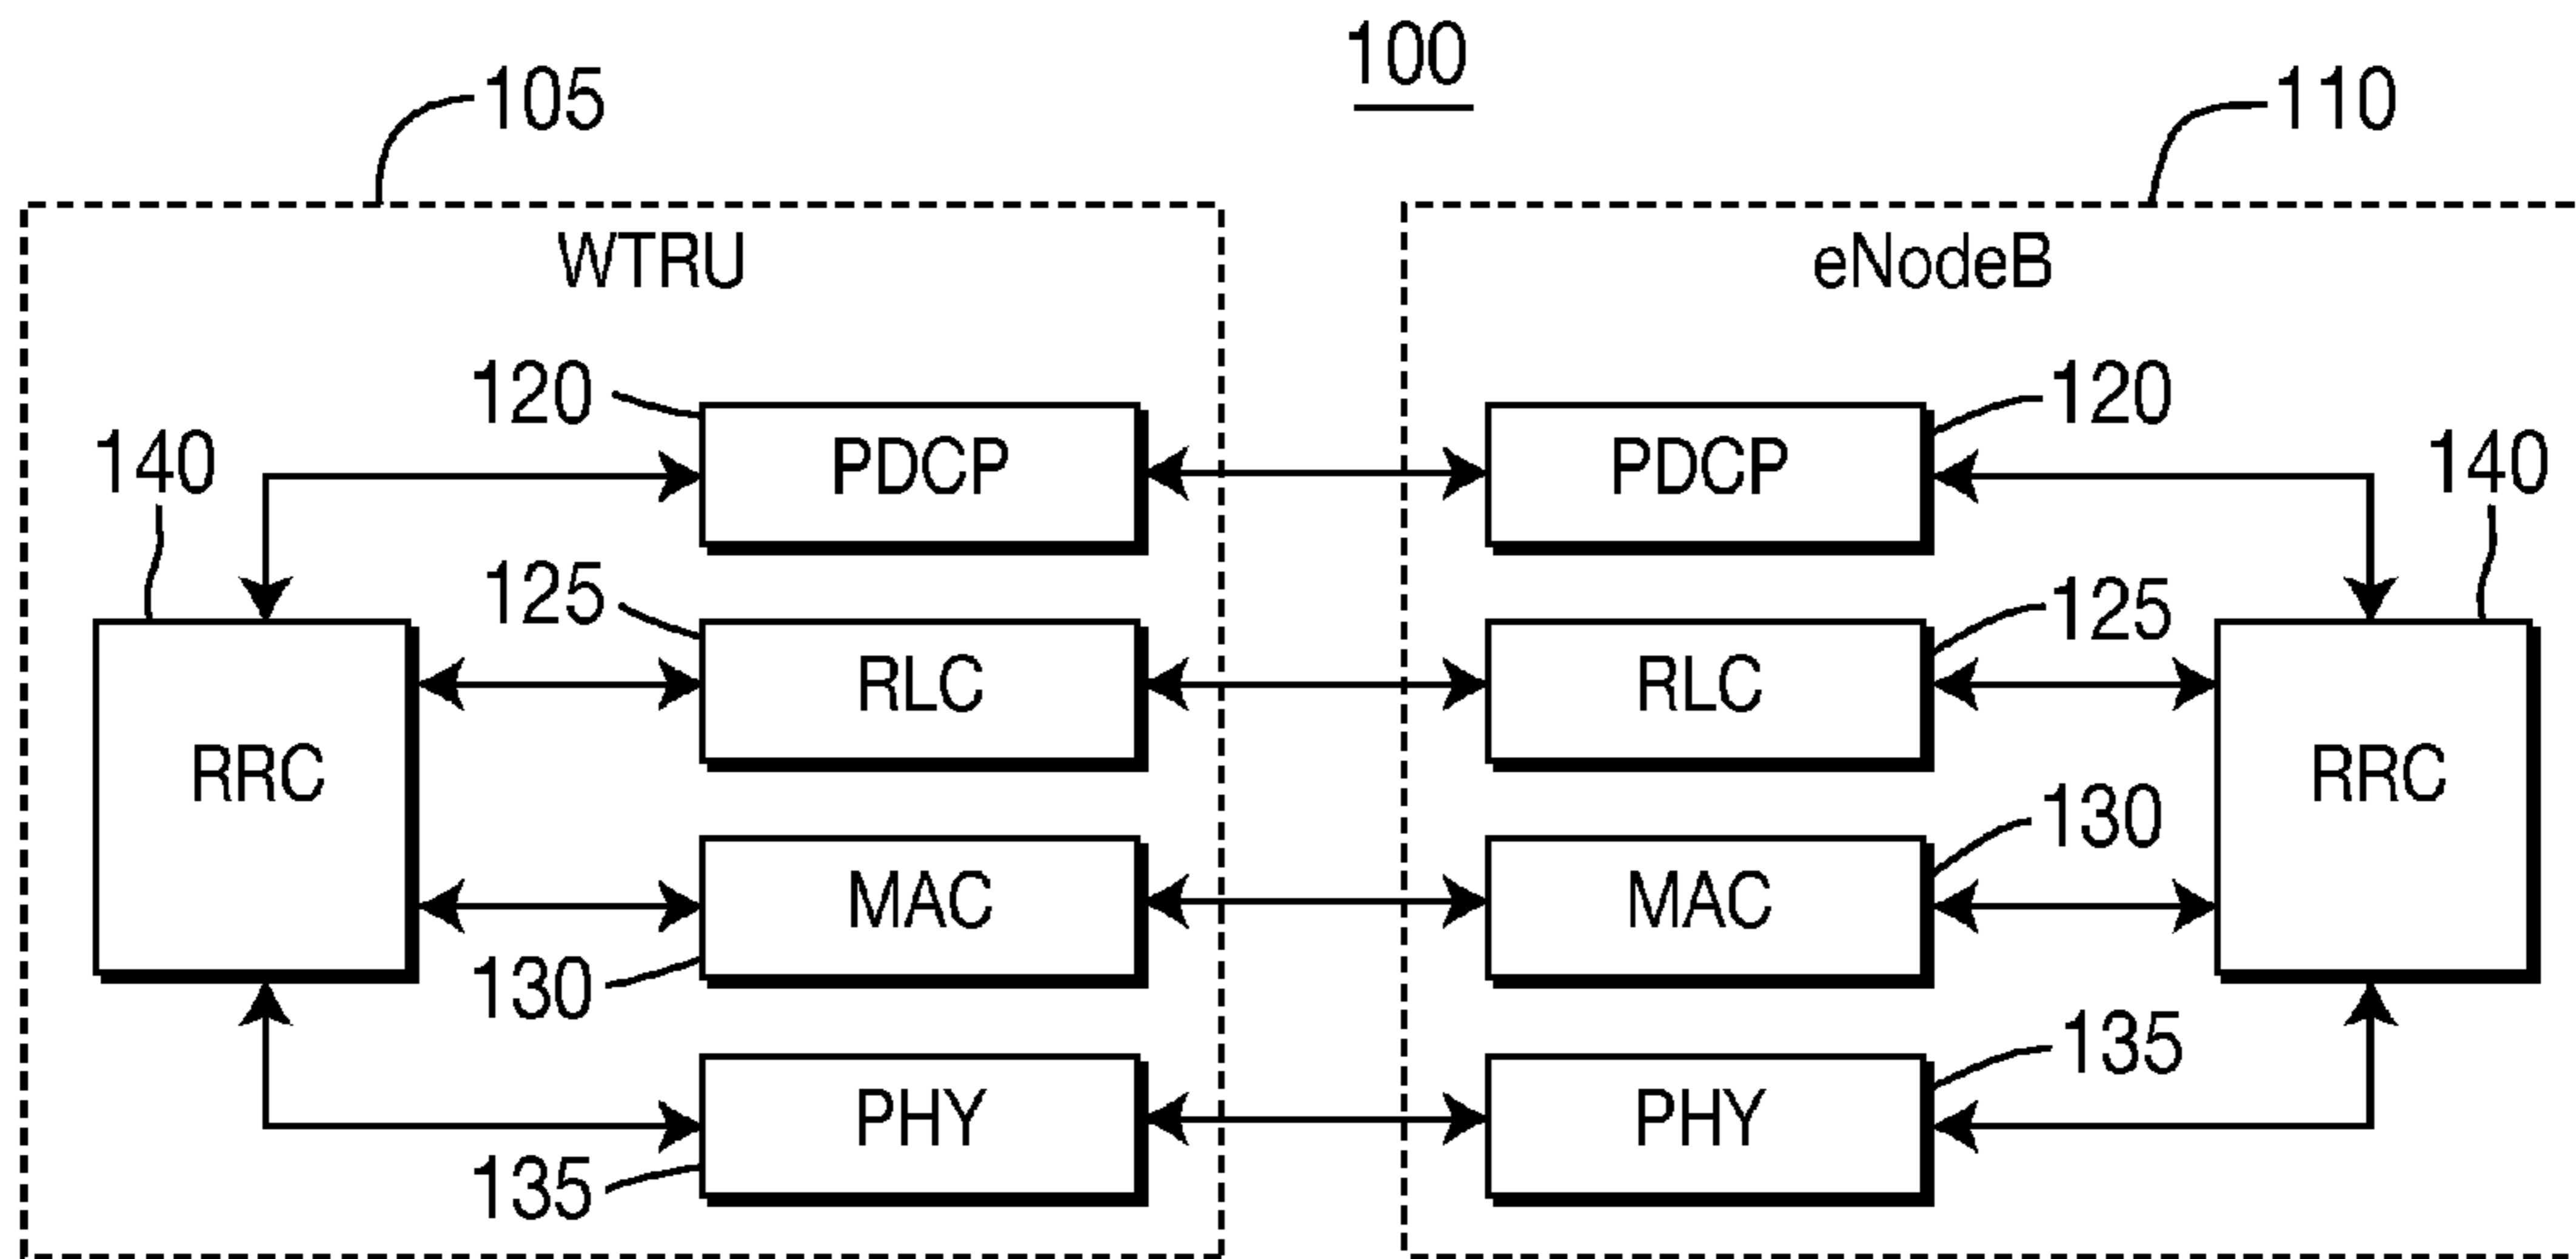 100
105
110
WTRU
eNodeB
120
120
140
PDCP
PDCP
140
125
125
RLC
RLC
RRC
RRC
130
MAC
MAC
130
135
PHY
PHY
135